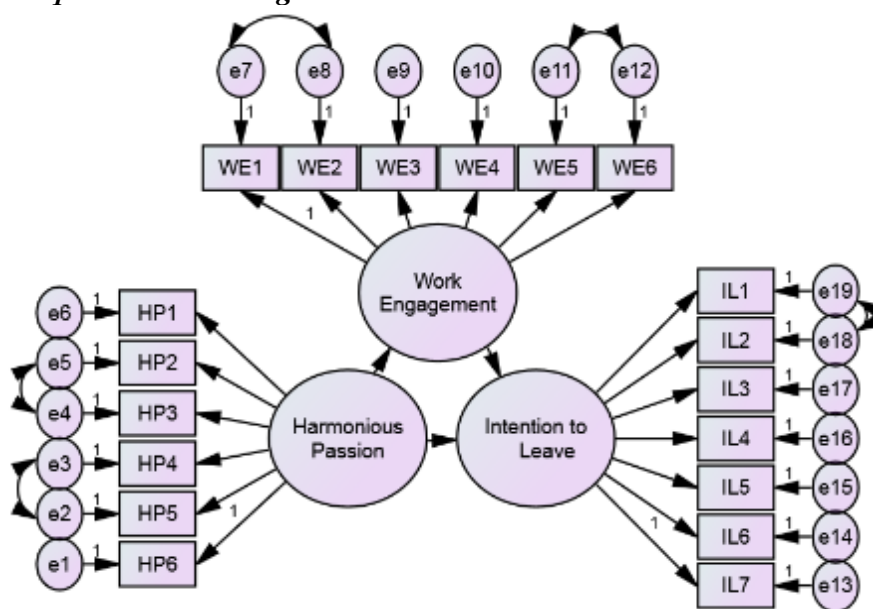 e7 e8 e9 e10 e11 e12
1 1 1 1 1 1
WE1 WE2 WE3 WE4 WE5 WE6
1
Work
Engagement
e6 1 HP1
e5 1 HP2
e4 1 HP3
e3 1 HP4
e2 1 HP5
e1 1 HP6
1
Harmonious
Passion
Intention to
Leave
IL1 1 e19
IL2 1 e18
IL3 1 e17
IL4 1 e16
IL5 1 e15
IL6 1 e14
IL7 1 e13
1